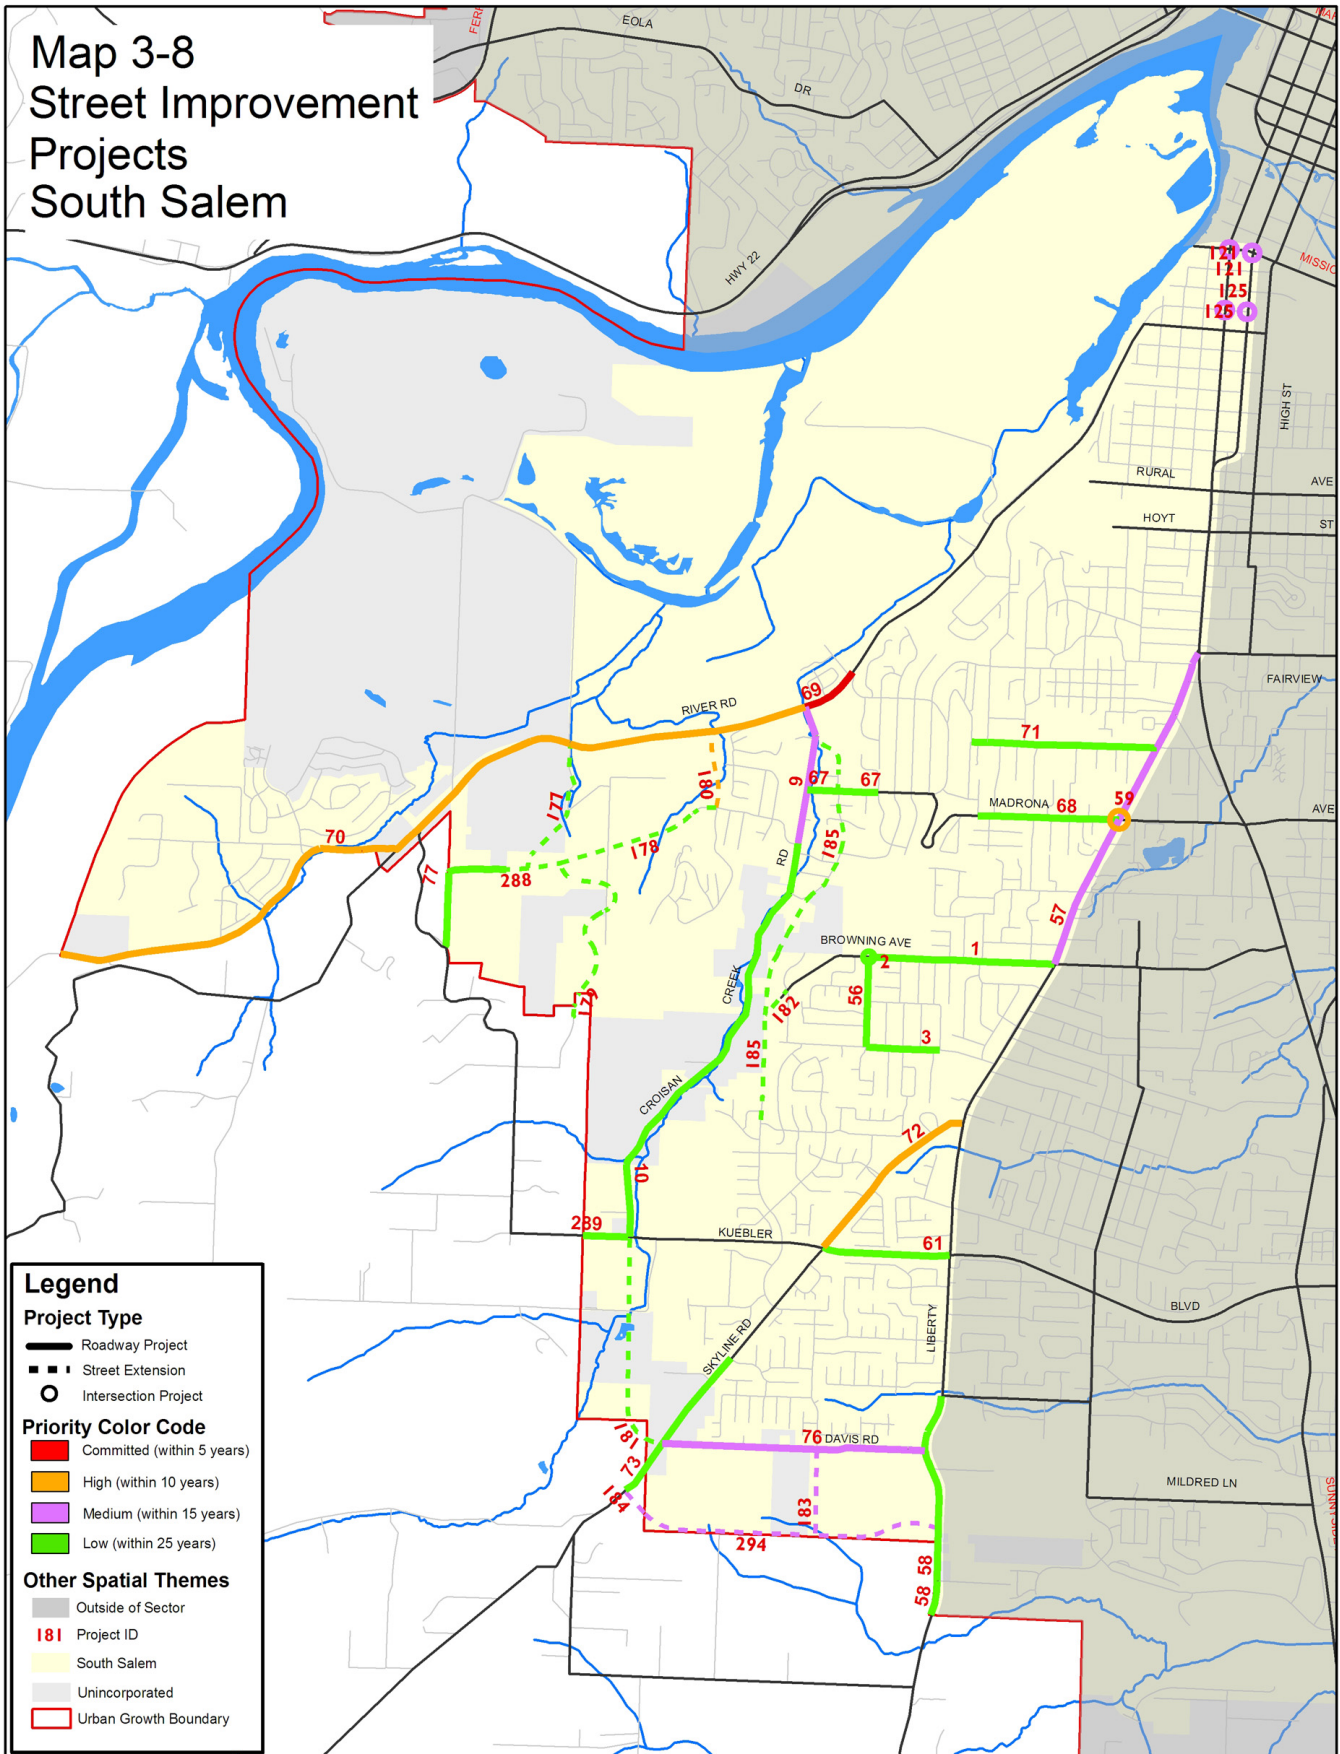 Map 3-8
Street Improvement
Projects
South Salem
EOLA
DR
HWY 22
MISSIO
121
121
125
126
HIGH ST
RURAL
AVE
HOYT
ST
FAIRVIEW
RIVER RD
69
71
180
9
67
67
MADRONA
68
59
AVE
177
178
185
RD
70
77
288
57
BROWNING AVE
2
1
CREEK
179
182
56
3
185
CROISAN
72
10
289
KUEBLER
61
LIBERTY
BLVD
SKYLINE RD
181
76
DAVIS RD
73
184
183
294
MILDRED LN
58
58
Legend
Project Type
Roadway Project
Street Extension
Intersection Project
Priority Color Code
Committed (within 5 years)
High (within 10 years)
Medium (within 15 years)
Low (within 25 years)
Other Spatial Themes
Outside of Sector
181
Project ID
South Salem
Unincorporated
Urban Growth Boundary